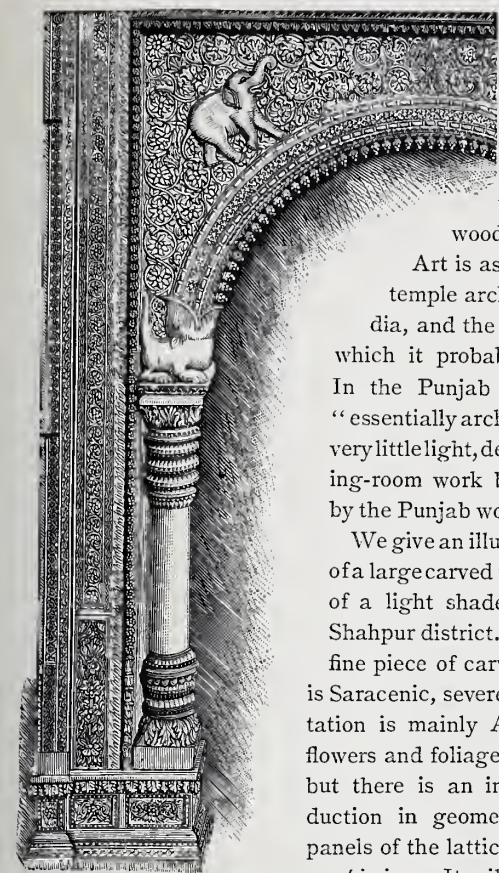 wood
Art is as
temple arch
dia, and the
which it probab
In the Punjab
“ essentially arch
very little light, de
ing-room work b
by the Punjab wo
We give an illu
of a large carved
of a light shade
Shahpur district.
fine piece of car
is Saracenic, severe
tation is mainly A
flowers and foliage
but there is an in
duction in geome
panels of the lattic